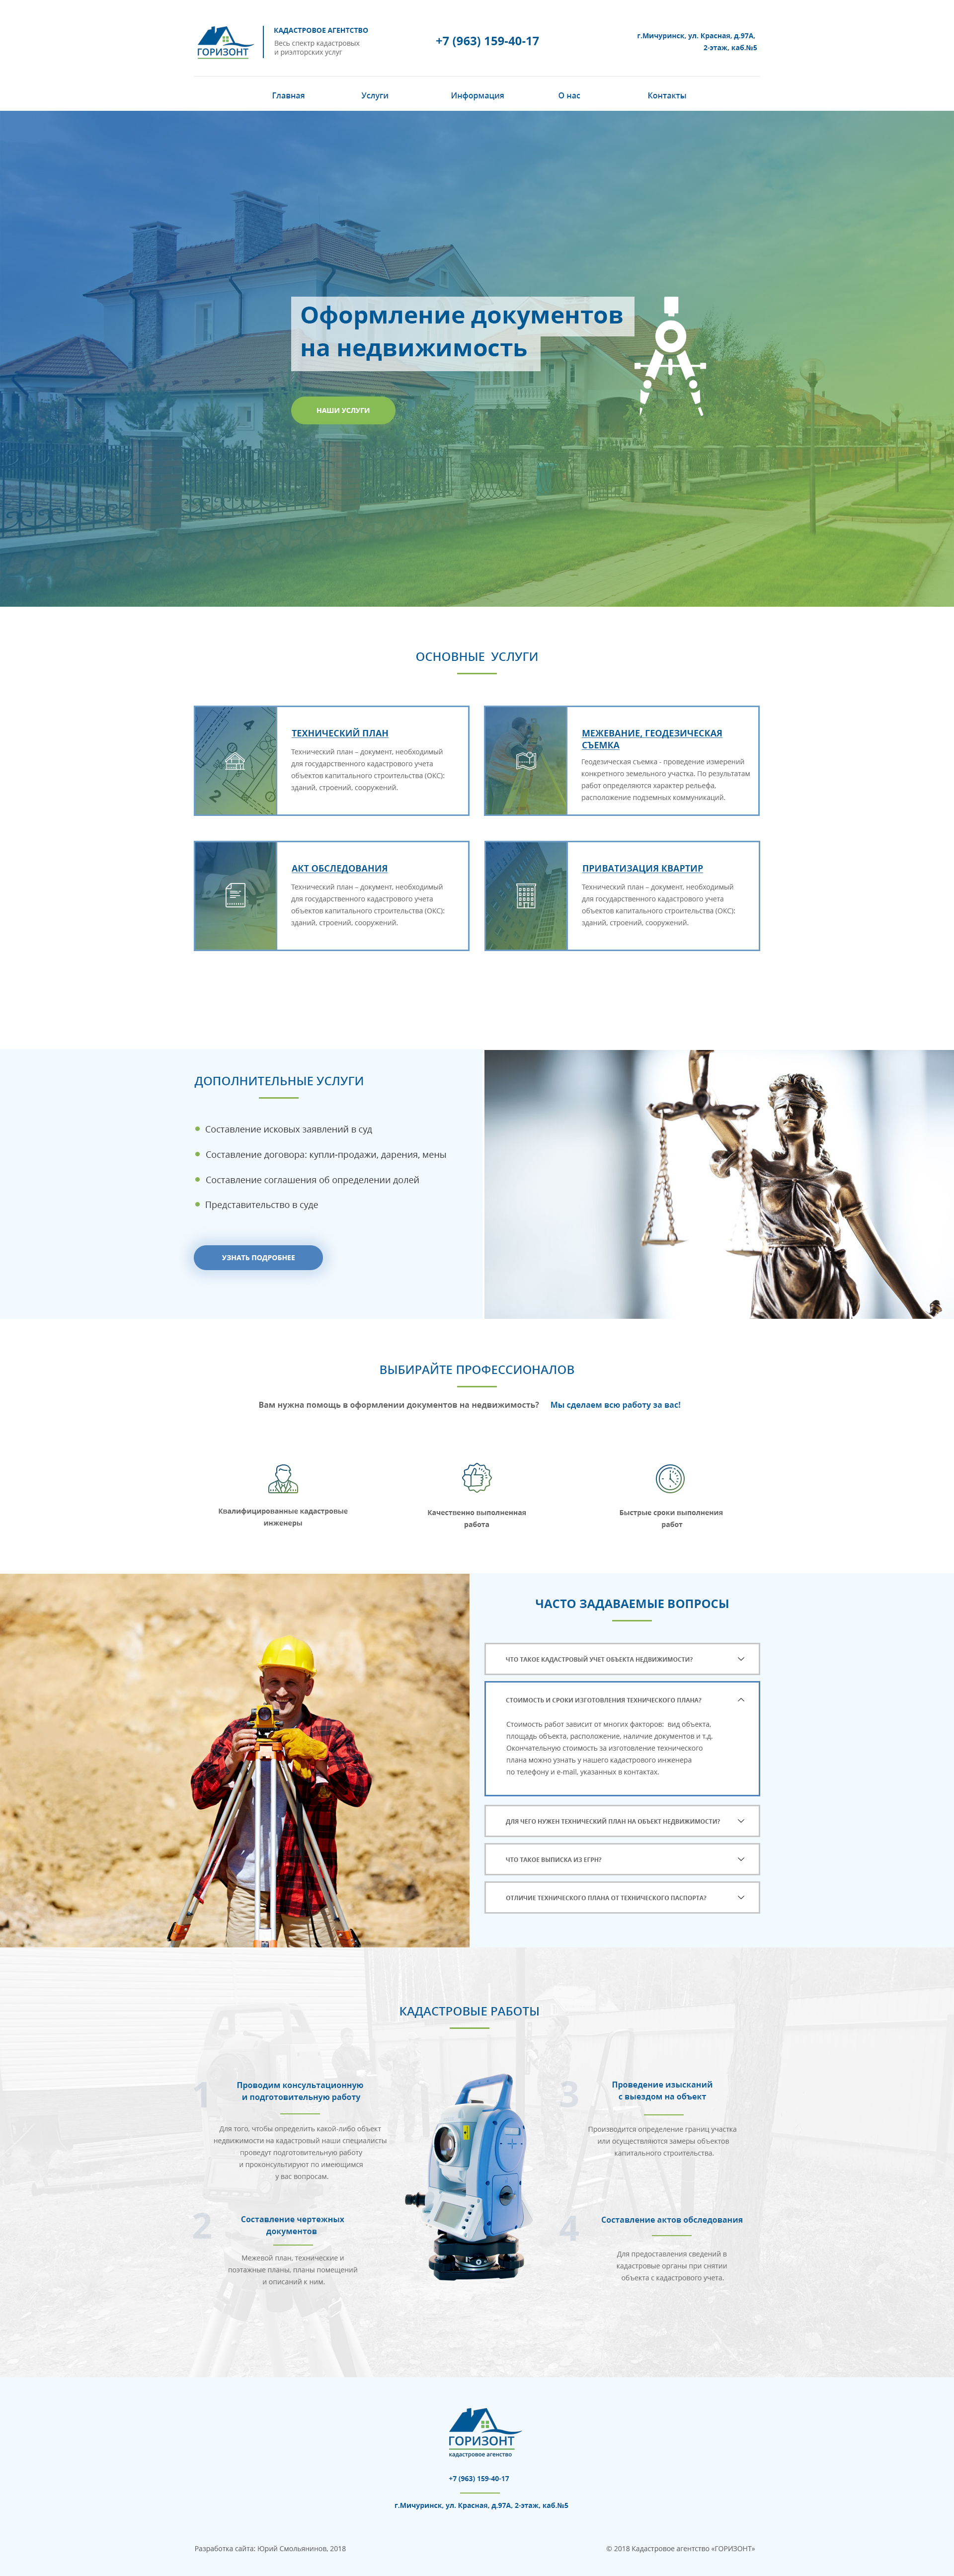 ГОРИЗОНТ
КАДАСТРОВОЕ АГЕНТСТВО
Весь спектр кадастровых
и риэлторских услуг
+7 (963) 159-40-17
г.Мичуринск, ул. Красная, д.97А,
2-этаж, каб.№5
Главная
Услуги
Информация
О нас
Контакты
Оформление документов
на недвижимость
НАШИ УСЛУГИ
ОСНОВНЫЕ УСЛУГИ
4
2
ТЕХНИЧЕСКИЙ ПЛАН
Технический план – документ, необходимый
для государственного кадастрового учета
объектов капитального строительства (ОКС):
зданий, строений, сооружений.
МЕЖЕВАНИЕ, ГЕОДЕЗИЧЕСКАЯ
СЪЕМКА
Геодезическая съемка - проведение измерений
конкретного земельного участка. По результатам
работ определяются характер рельефа,
расположение подземных коммуникаций.
АКТ ОБСЛЕДОВАНИЯ
Технический план – документ, необходимый
для государственного кадастрового учета
объектов капитального строительства (ОКС):
зданий, строений, сооружений.
ПРИВАТИЗАЦИЯ КВАРТИР
Технический план – документ, необходимый
для государственного кадастрового учета
объектов капитального строительства (ОКС):
зданий, строений, сооружений.
ДОПОЛНИТЕЛЬНЫЕ УСЛУГИ
Составление исковых заявлений в суд
Составление договора: купли-продажи, дарения, мены
Составление соглашения об определении долей
Представительство в суде
УЗНАТЬ ПОДРОБНЕЕ
ВЫБИРАЙТЕ ПРОФЕССИОНАЛОВ
Вам нужна помощь в оформлении документов на недвижимость? Мы сделаем всю работу за вас!
Квалифицированные кадастровые
инженеры
Качественно выполненная
работа
Быстрые сроки выполнения
работ
ЧАСТО ЗАДАВАЕМЫЕ ВОПРОСЫ
ЧТО ТАКОЕ КАДАСТРОВЫЙ УЧЕТ ОБЪЕКТА НЕДВИЖИМОСТИ?
СТОИМОСТЬ И СРОКИ ИЗГОТОВЛЕНИЯ ТЕХНИЧЕСКОГО ПЛАНА?
Стоимость работ зависит от многих факторов: вид объекта,
площадь объекта, расположение, наличие документов и т.д.
Окончательную стоимость за изготовление технического
плана можно узнать у нашего кадастрового инженера
по телефону и e-mail, указанных в контактах.
ДЛЯ ЧЕГО НУЖЕН ТЕХНИЧЕСКИЙ ПЛАН НА ОБЪЕКТ НЕДВИЖИМОСТИ?
ЧТО ТАКОЕ ВЫПИСКА ИЗ ЕГРН?
ОТЛИЧИЕ ТЕХНИЧЕСКОГО ПЛАНА ОТ ТЕХНИЧЕСКОГО ПАСПОРТА?
КАДАСТРОВЫЕ РАБОТЫ
1
Проводим консультационную
и подготовительную работу
Для того, чтобы определить какой-либо объект
недвижимости на кадастровый наши специалисты
проведут подготовительную работу
и проконсультируют по имеющимся
у вас вопросам.
2
Составление чертежных
документов
Межевой план, технические и
поэтажные планы, планы помещений
и описаний к ним.
3
Проведение изысканий
с выездом на объект
Производится определение границ участка
или осуществляются замеры объектов
капитального строительства.
4
Составление актов обследования
Для предоставления сведений в
кадастровые органы при снятии
объекта с кадастрового учета.
ГОРИЗОНТ
кадастровое агенство
+7 (963) 159-40-17
г.Мичуринск, ул. Красная, д.97А, 2-этаж, каб.№5
Разработка сайта: Юрий Смольянинов, 2018
© 2018 Кадастровое агентство «ГОРИЗОНТ»